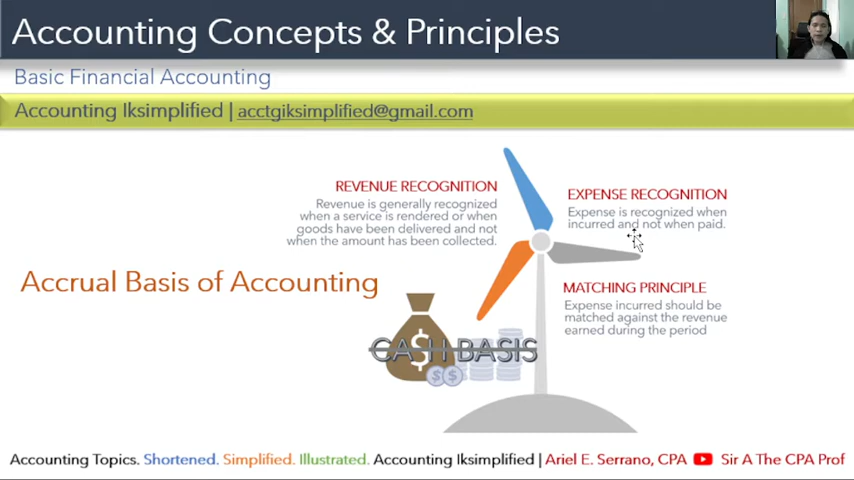 Accounting Concepts & Principles
Basic Financial Accounting
Accounting Iksimplified | acctgiksimplified@gmail.com
REVENUE RECOGNITION
Revenue is generally recognized
when a service is rendered or when
goods have been delivered and not
when the amount has been collected.
EXPENSE RECOGNITION
Expense is recognized when
incurred and not when paid.
Accrual Basis of Accounting
MATCHING PRINCIPLE
Expense incurred should be
matched against the revenue
earned during the period
$
CASH BASIS
$ $
Accounting Topics. Shortened. Simplified. Illustrated. Accounting Iksimplified | Ariel E. Serrano, CPA Sir A The CPA Prof